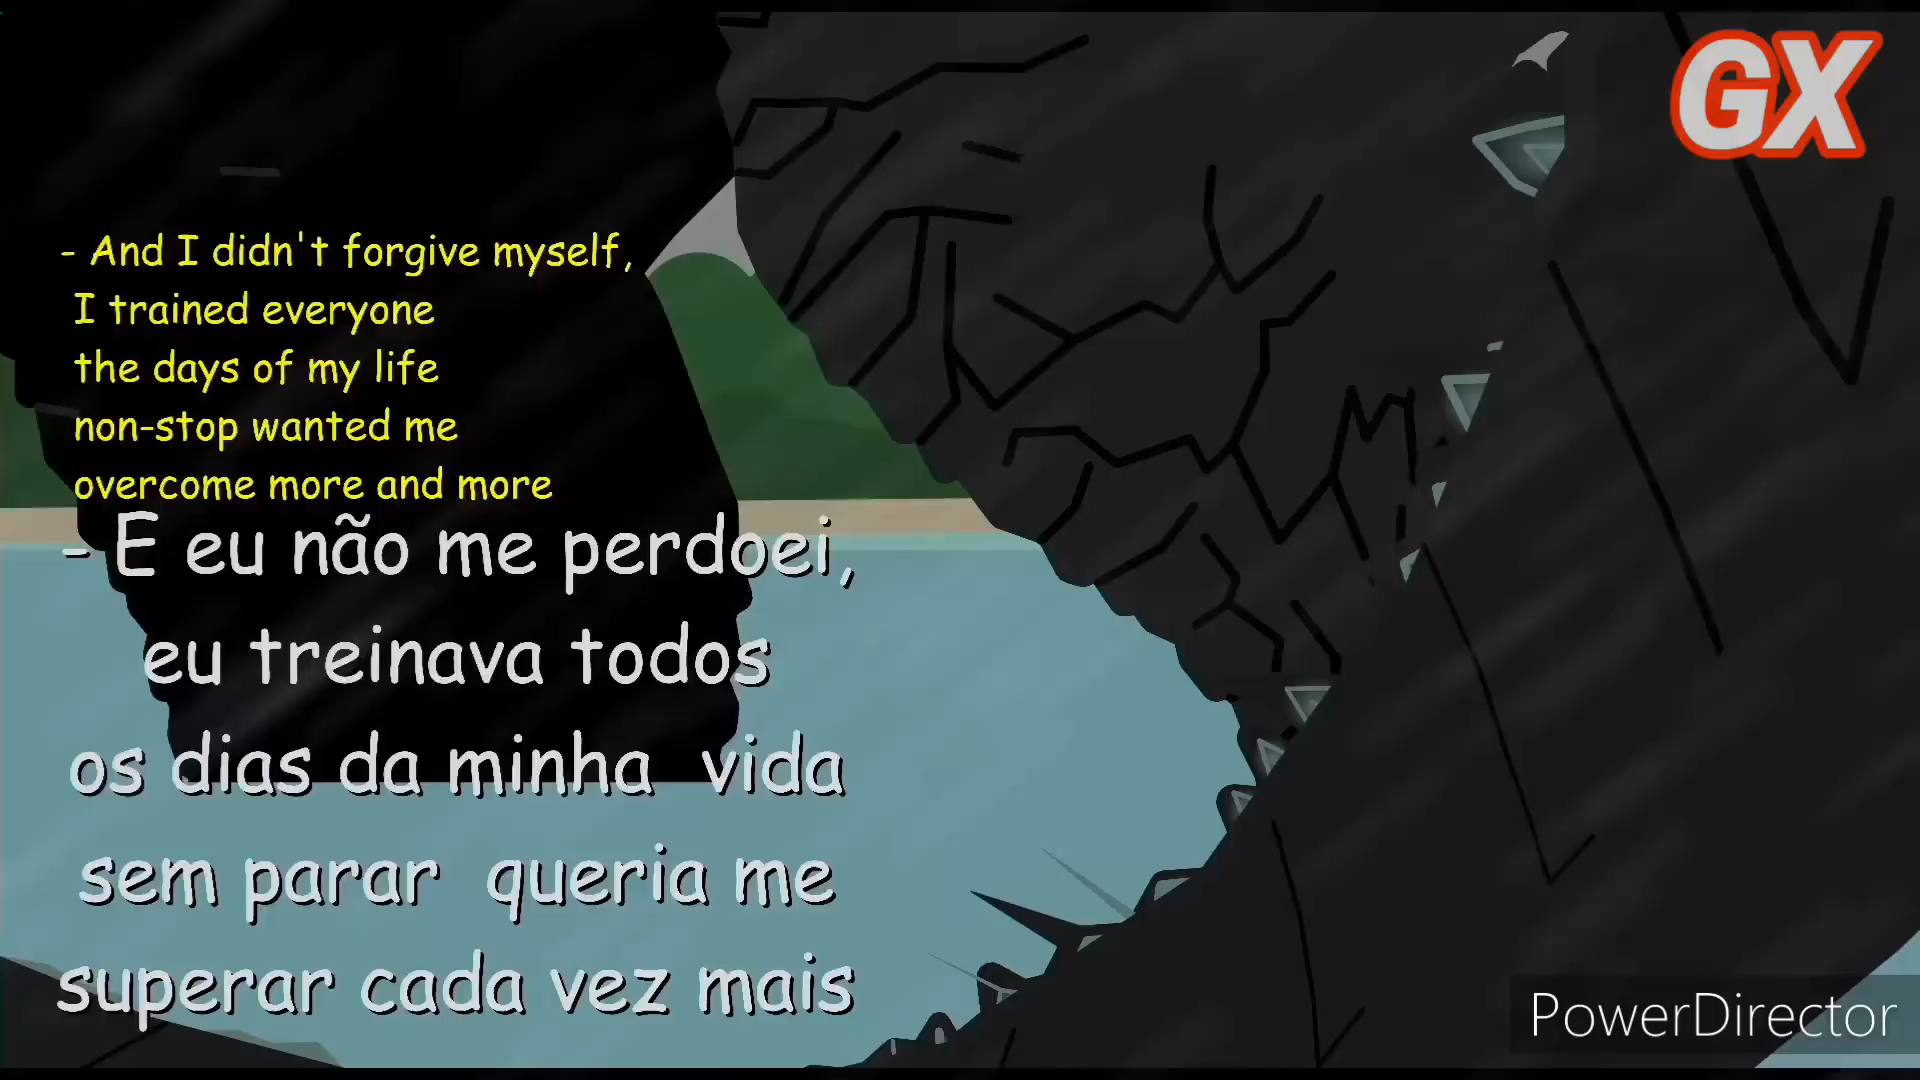 GX
- And I didn't forgive myself,
I trained everyone
the days of my life
non-stop wanted me
overcome more and more
- E eu não me perdoei,
eu treinava todos
os dias da minha vida
sem parar queria me
superar cada vez mais
PowerDirector